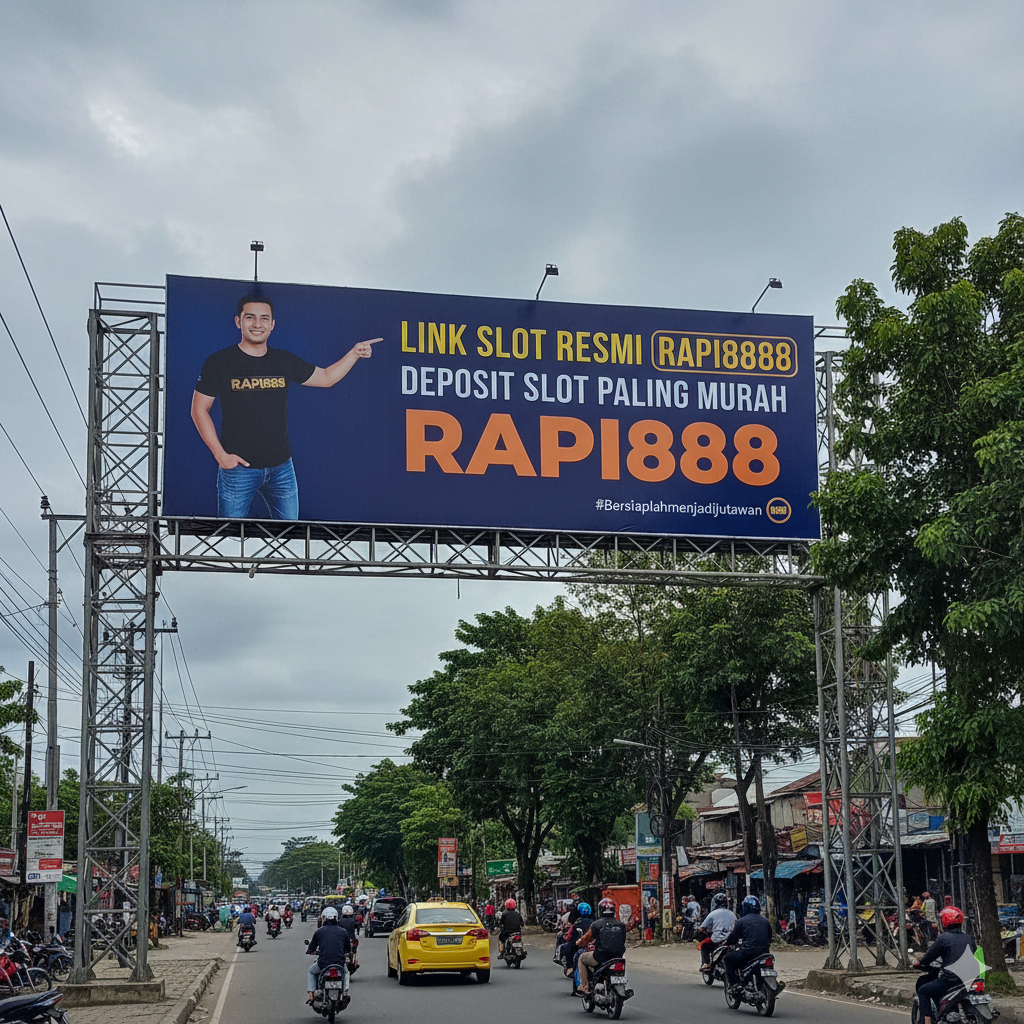 LINK SLOT RESMI RAPI8888
DEPOSIT SLOT PALING MURAH
RAPI888
#Bersiaplahmenjadijutawan
RAPI888